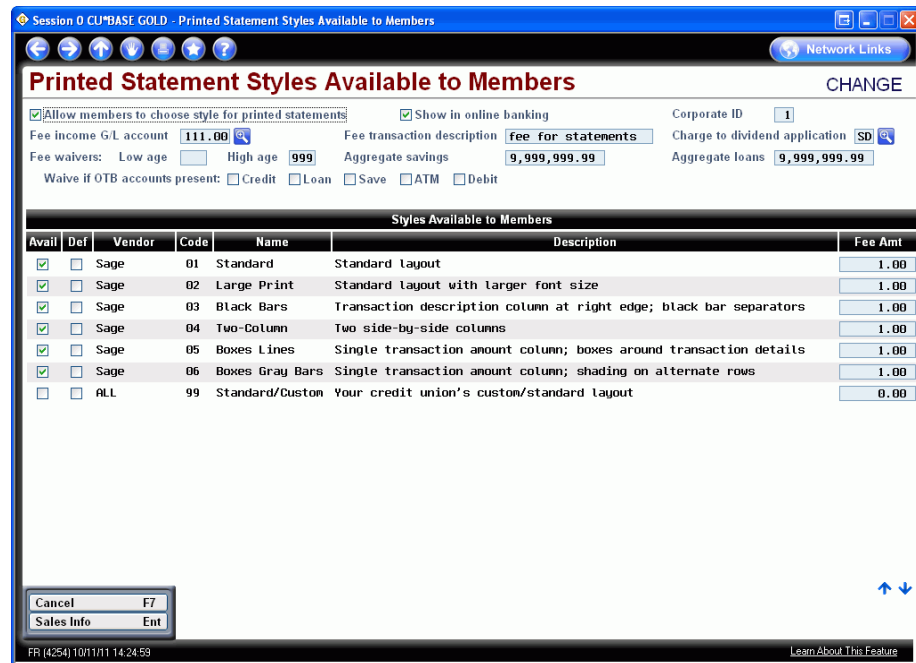 Session 0 CU*BASE GOLD - Printed Statement Styles Available to Members
Network Links
Printed Statement Styles Available to Members CHANGE
Allow members to choose style for printed statements Show in online banking Corporate ID 1
Fee income G/L account 111.00 Fee transaction description fee for statements Charge to dividend application SD
Fee waivers: Low age High age 999 Aggregate savings 9,999,999.99 Aggregate loans 9,999,999.99
Waive if OTB accounts present: Credit Loan Save ATM Debit
Styles Available to Members
Avail Def Vendor Code Name Description Fee Amt
Sage 01 Standard Standard layout 1.00
Sage 02 Large Print Standard layout with larger font size 1.00
Sage 03 Black Bars Transaction description column at right edge; black bar separators 1.00
Sage 04 Two-Column Two side-by-side columns 1.00
Sage 05 Boxes Lines Single transaction amount column; boxes around transaction details 1.00
Sage 06 Boxes Gray Bars Single transaction amount column; shading on alternate rows 1.00
ALL 99 Standard/Custom Your credit union's custom/standard layout 0.00
Cancel F7
Sales Info Ent
FR (4254) 10/11/11 14:24:59 Learn About This Feature